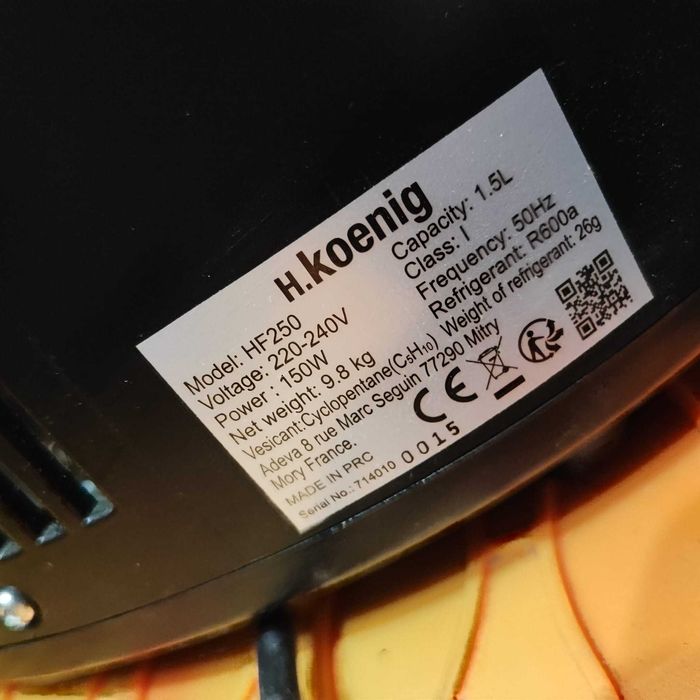 H.Koenig
Model: HF250
Voltage: 220-240V
Power : 150W
Net weight: 9.8 kg
Capacity: 1.5L
Class: I
Frequency: 50Hz
Refrigerant: R600a
Vesicant:Cyclopentane(C₅H₁₀) Weight of refrigerant: 26g
Adeva 8 rue Marc Seguin 77290 Mitry
Mory France.
CE
MADE IN PRC
Serial No.: 714010 0015